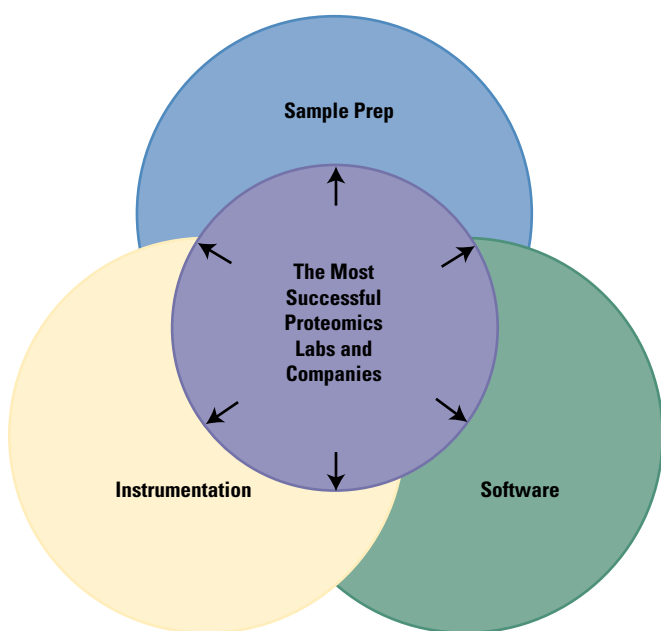 Sample Prep
The Most
Successful
Proteomics
Labs and
Companies
Instrumentation
Software